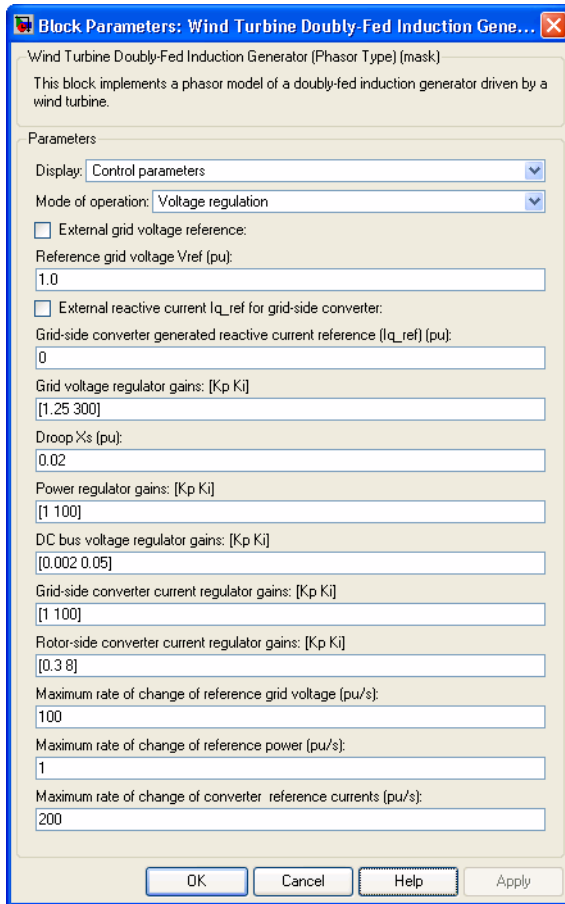 Block Parameters: Wind Turbine Doubly-Fed Induction Gene...
Wind Turbine Doubly-Fed Induction Generator (Phasor Type) (mask)
This block implements a phasor model of a doubly-fed induction generator driven by a
wind turbine.
Parameters
Display: Control parameters
Mode of operation: Voltage regulation
External grid voltage reference:
Reference grid voltage Vref (pu):
1.0
External reactive current Iq_ref for grid-side converter:
Grid-side converter generated reactive current reference (Iq_ref) (pu):
0
Grid voltage regulator gains: [Kp Ki]
[1.25 300]
Droop Xs (pu):
0.02
Power regulator gains: [Kp Ki]
[1 100]
DC bus voltage regulator gains: [Kp Ki]
[0.002 0.05]
Grid-side converter current regulator gains: [Kp Ki]
[1 100]
Rotor-side converter current regulator gains: [Kp Ki]
[0.3 8]
Maximum rate of change of reference grid voltage (pu/s):
100
Maximum rate of change of reference power (pu/s):
1
Maximum rate of change of converter  reference currents (pu/s):
200
OK Cancel Help Apply